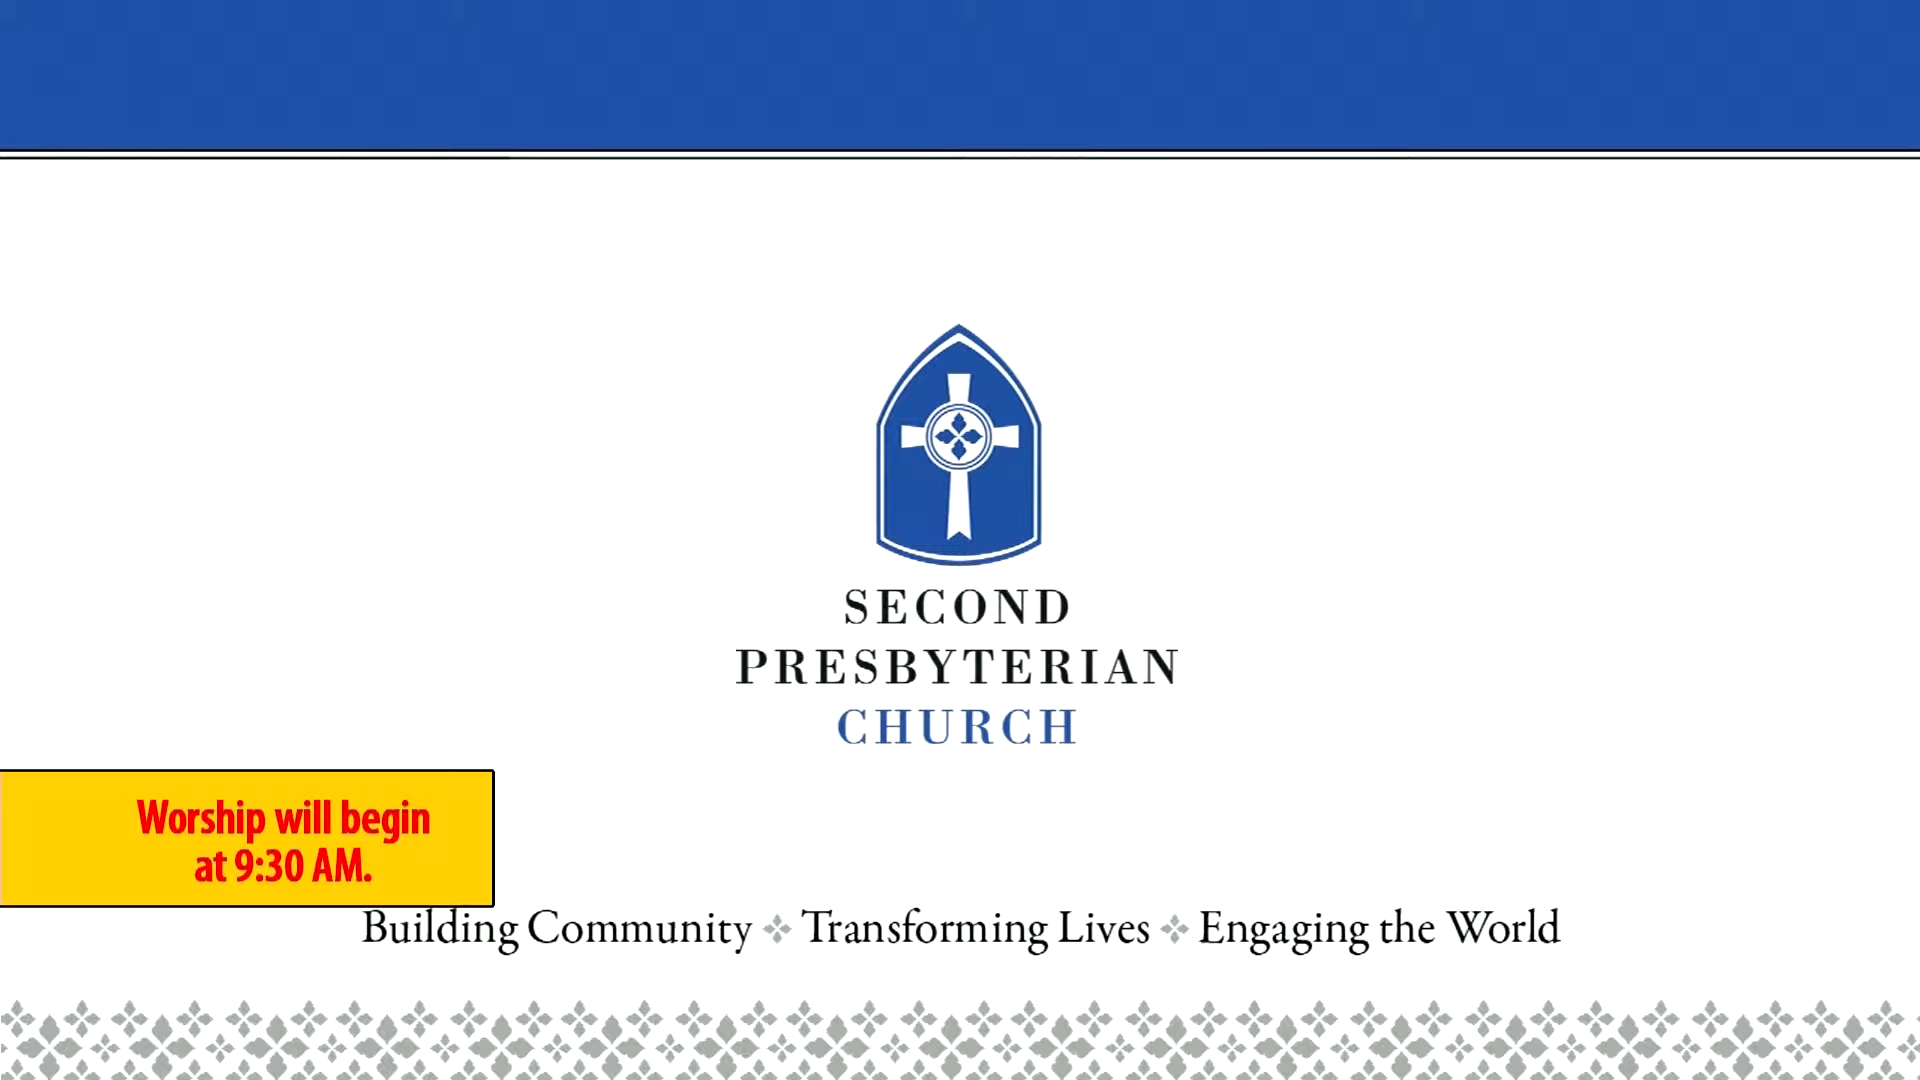 SECOND
PRESBYTERIAN
CHURCH
Worship will begin
at 9:30 AM.
Building Community Transforming Lives Engaging the World